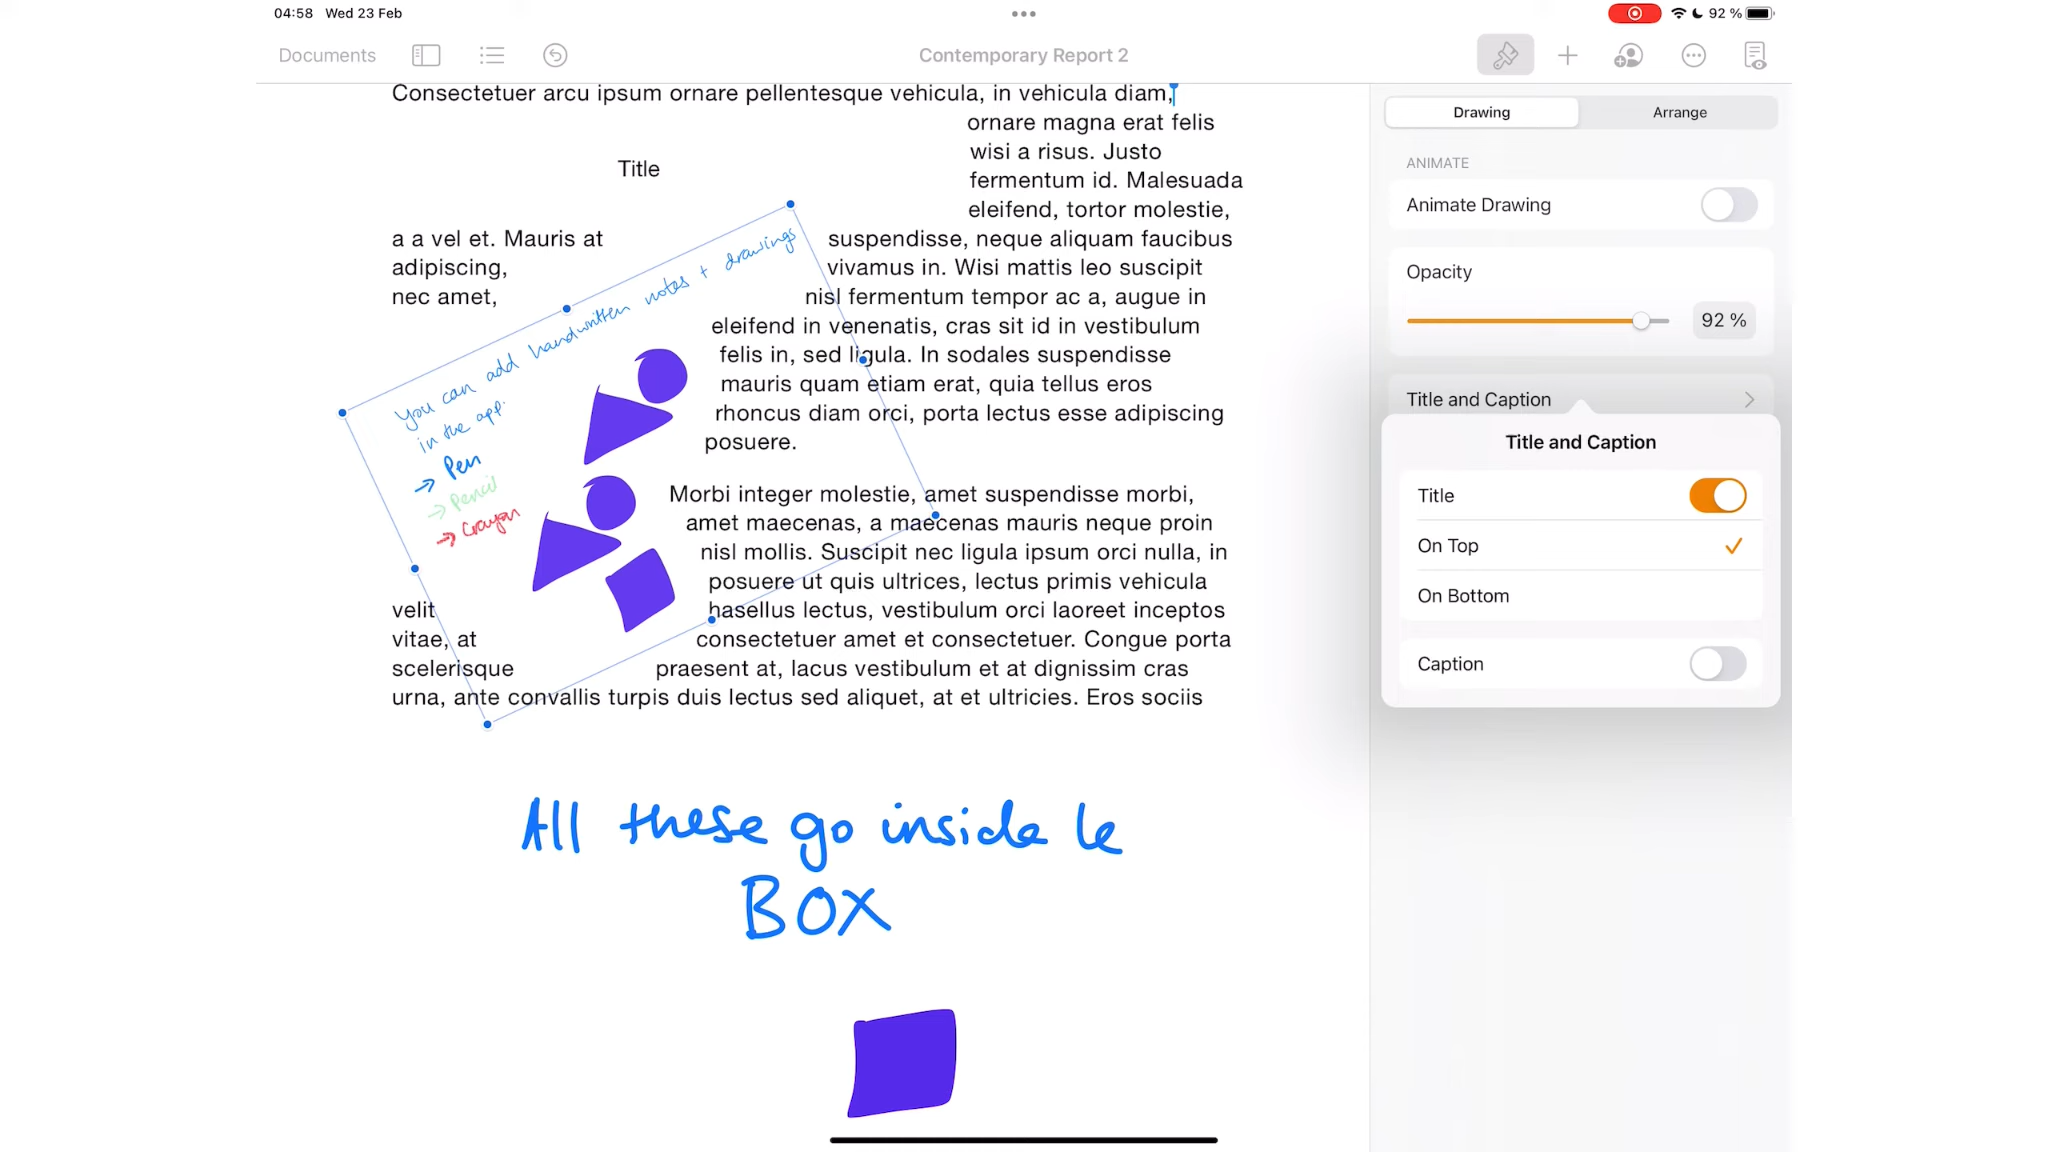 04:58 Wed 23 Feb
92 %
Documents
Contemporary Report 2
Consectetuer arcu ipsum ornare pellentesque vehicula, in vehicula diam,
ornare magna erat felis
wisi a risus. Justo
Title
fermentum id. Malesuada
eleifend, tortor molestie,
a a vel et. Mauris at suspendisse, neque aliquam faucibus
adipiscing, vivamus in. Wisi mattis leo suscipit
nec amet, nisl fermentum tempor ac a, augue in
eleifend in venenatis, cras sit id in vestibulum
felis in, sed ligula. In sodales suspendisse
mauris quam etiam erat, quia tellus eros
rhoncus diam orci, porta lectus esse adipiscing
posuere.
You can add handwritten notes + drawings
in the app.
→ Pen
→ Pencil
→ Crayon
Morbi integer molestie, amet suspendisse morbi,
amet maecenas, a maecenas mauris neque proin
nisl mollis. Suscipit nec ligula ipsum orci nulla, in
posuere ut quis ultrices, lectus primis vehicula
velit hasellus lectus, vestibulum orci laoreet inceptos
vitae, at consectetuer amet et consectetuer. Congue porta
scelerisque praesent at, lacus vestibulum et at dignissim cras
urna, ante convallis turpis duis lectus sed aliquet, at et ultricies. Eros sociis
All these go inside le
BOX
Drawing Arrange
ANIMATE
Animate Drawing
Opacity
92 %
Title and Caption
Title and Caption
Title
On Top
On Bottom
Caption